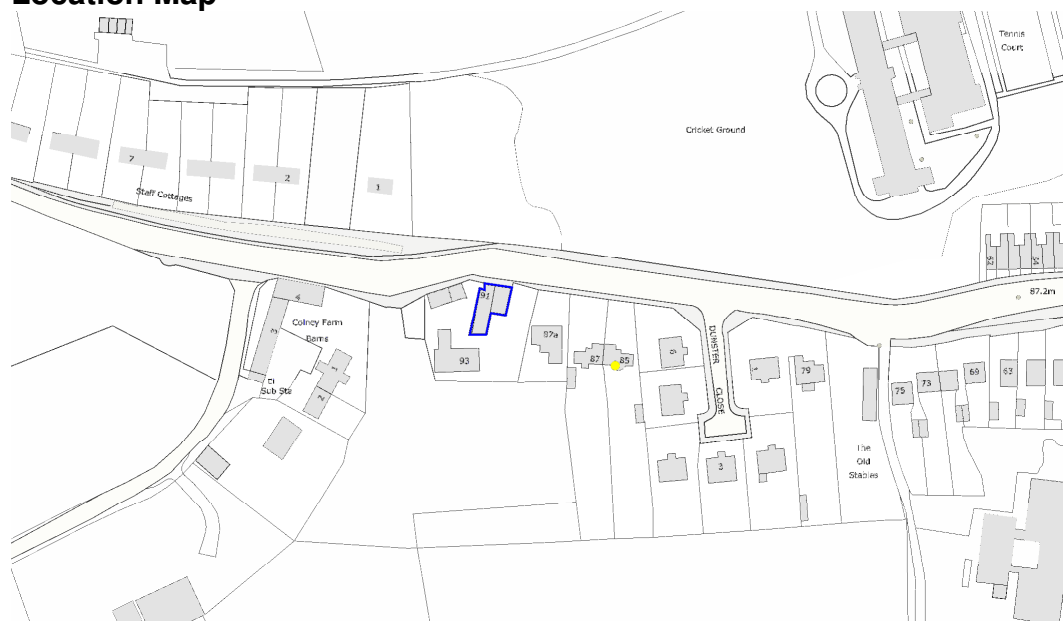 Location Map
Tennis
Court
Cricket Ground
7
2
1
Staff Cottages
52
54
87.2m
4
91
3
Colney Farm
Barns
93
87a
87
85
6
DUNSTER
CLOSE
79
75
73
69
63
1
El
Sub Sta
2
3
The
Old
Stables